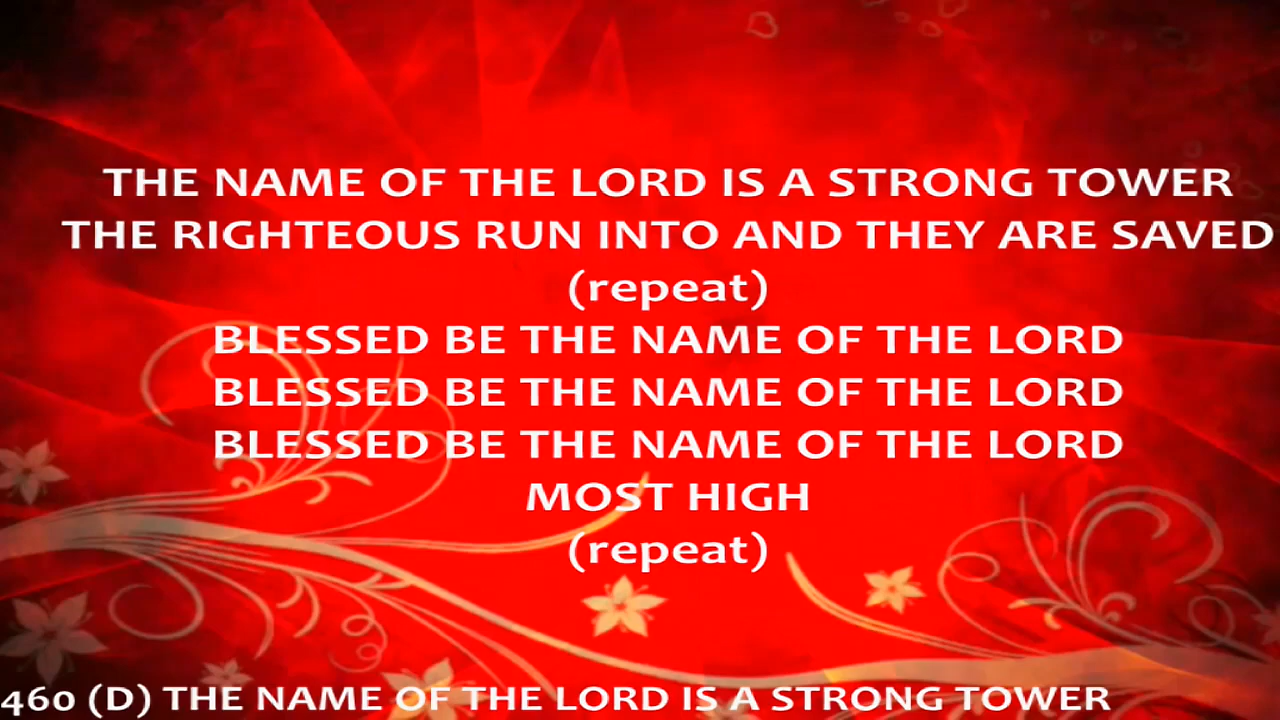 THE NAME OF THE LORD IS A STRONG TOWER
THE RIGHTEOUS RUN INTO AND THEY ARE SAVED
(repeat)
BLESSED BE THE NAME OF THE LORD
BLESSED BE THE NAME OF THE LORD
BLESSED BE THE NAME OF THE LORD
MOST HIGH
(repeat)
460 (D) THE NAME OF THE LORD IS A STRONG TOWER